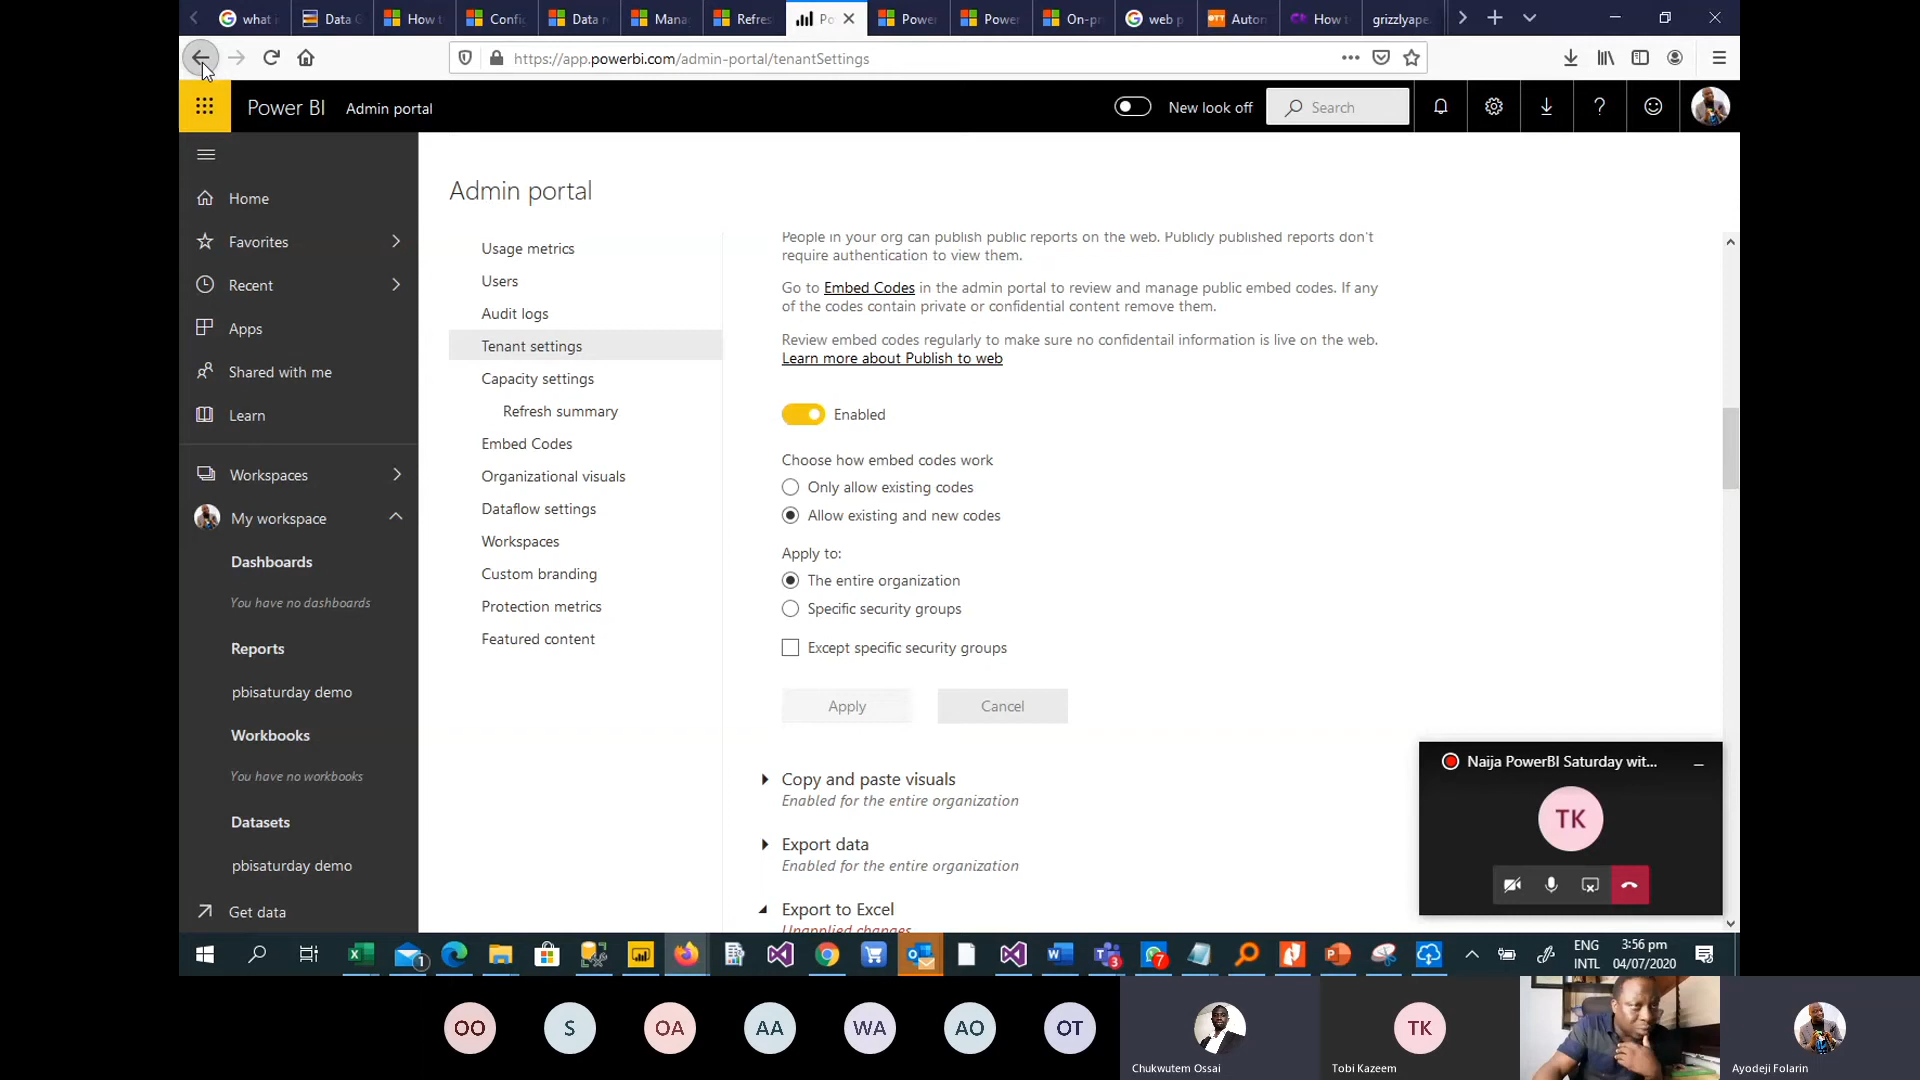 what i
Data G
How t
Confi
Data r
Mana
Refres
Po
Power
Power
On-pr
web p
Auton
How t
grizzlyape.
https://app.powerbi.com/admin-portal/tenantSettings
Power BI Admin portal
New look off
Search
Home
Favorites
Recent
Apps
Shared with me
Learn
Workspaces
My workspace
Dashboards
You have no dashboards
Reports
pbisaturday demo
Workbooks
You have no workbooks
Datasets
pbisaturday demo
Get data
Admin portal
Usage metrics
Users
Audit logs
Tenant settings
Capacity settings
Refresh summary
Embed Codes
Organizational visuals
Dataflow settings
Workspaces
Custom branding
Protection metrics
Featured content
People in your org can publish public reports on the web. Publicly published reports don't
require authentication to view them.
Go to Embed Codes in the admin portal to review and manage public embed codes. If any
of the codes contain private or confidential content remove them.
Review embed codes regularly to make sure no confidentail information is live on the web.
Learn more about Publish to web
Enabled
Choose how embed codes work
Only allow existing codes
Allow existing and new codes
Apply to:
The entire organization
Specific security groups
Except specific security groups
Apply
Cancel
Copy and paste visuals
Enabled for the entire organization
Export data
Enabled for the entire organization
Export to Excel
Unapplied changes
Naija PowerBI Saturday wit...
TK
1
3
7
ENG
INTL
3:56 pm
04/07/2020
OO
S
OA
AA
WA
AO
OT
TK
Chukwutem Ossai
Tobi Kazeem
Ayodeji Folarin